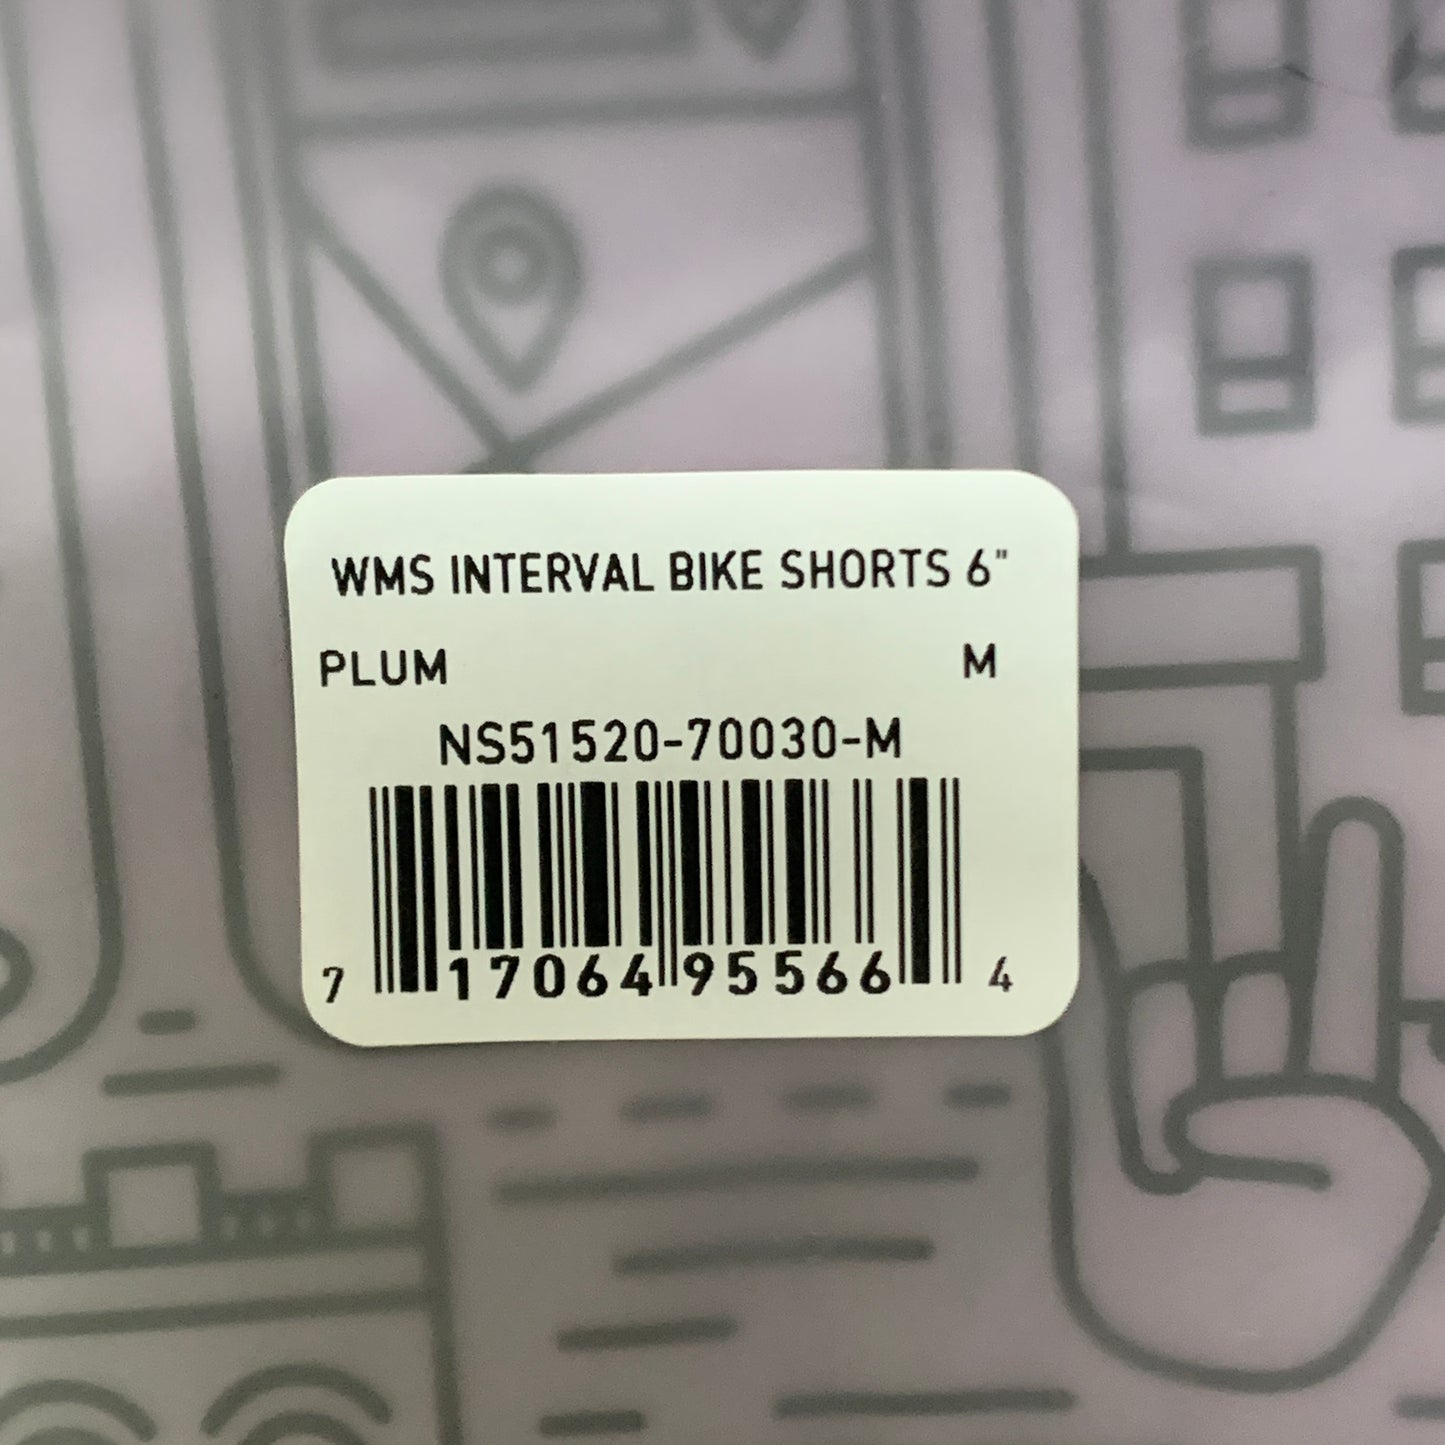 WMS INTERVAL BIKE SHORTS 6"
PLUM M
NS51520-70030-M
7 17064 95566 4